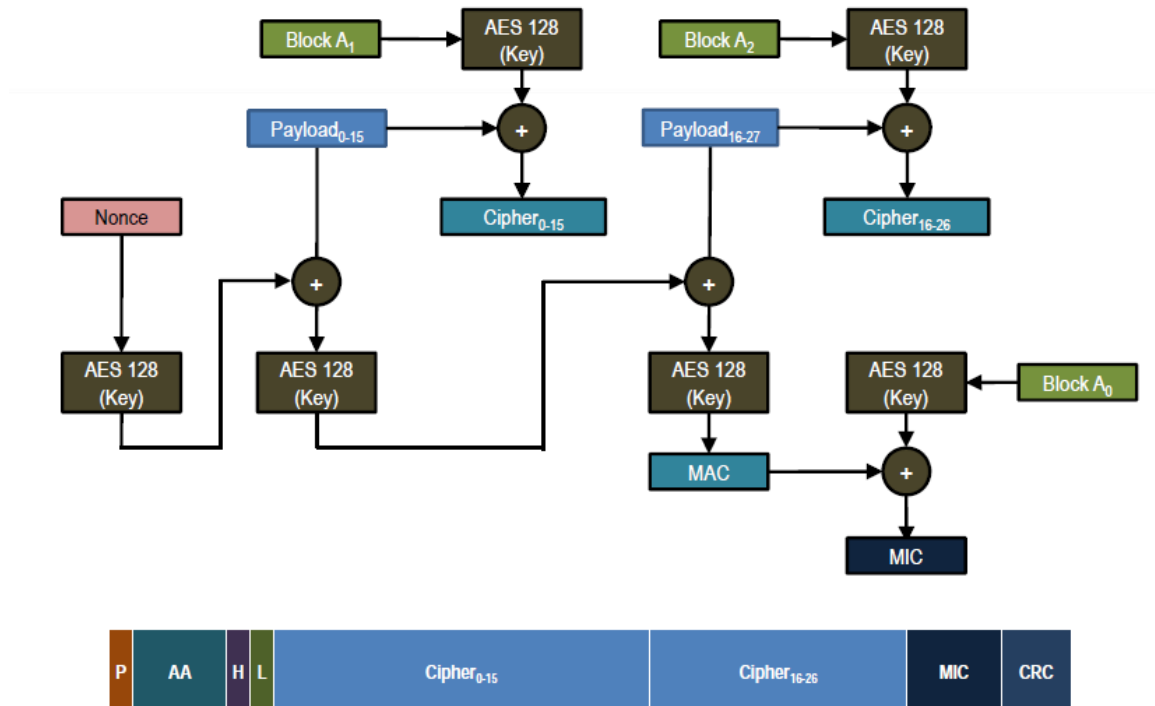 Block A₁
AES 128
(Key)
Block A₂
AES 128
(Key)
Payload₀₋₁₅
+
Payload₁₆₋₂₇
+
Nonce
Cipher₀₋₁₅
Cipher₁₆₋₂₆
+
+
AES 128
(Key)
AES 128
(Key)
AES 128
(Key)
AES 128
(Key)
Block A₀
MAC
+
MIC
P AA H L Cipher₀₋₁₅ Cipher₁₆₋₂₆ MIC CRC